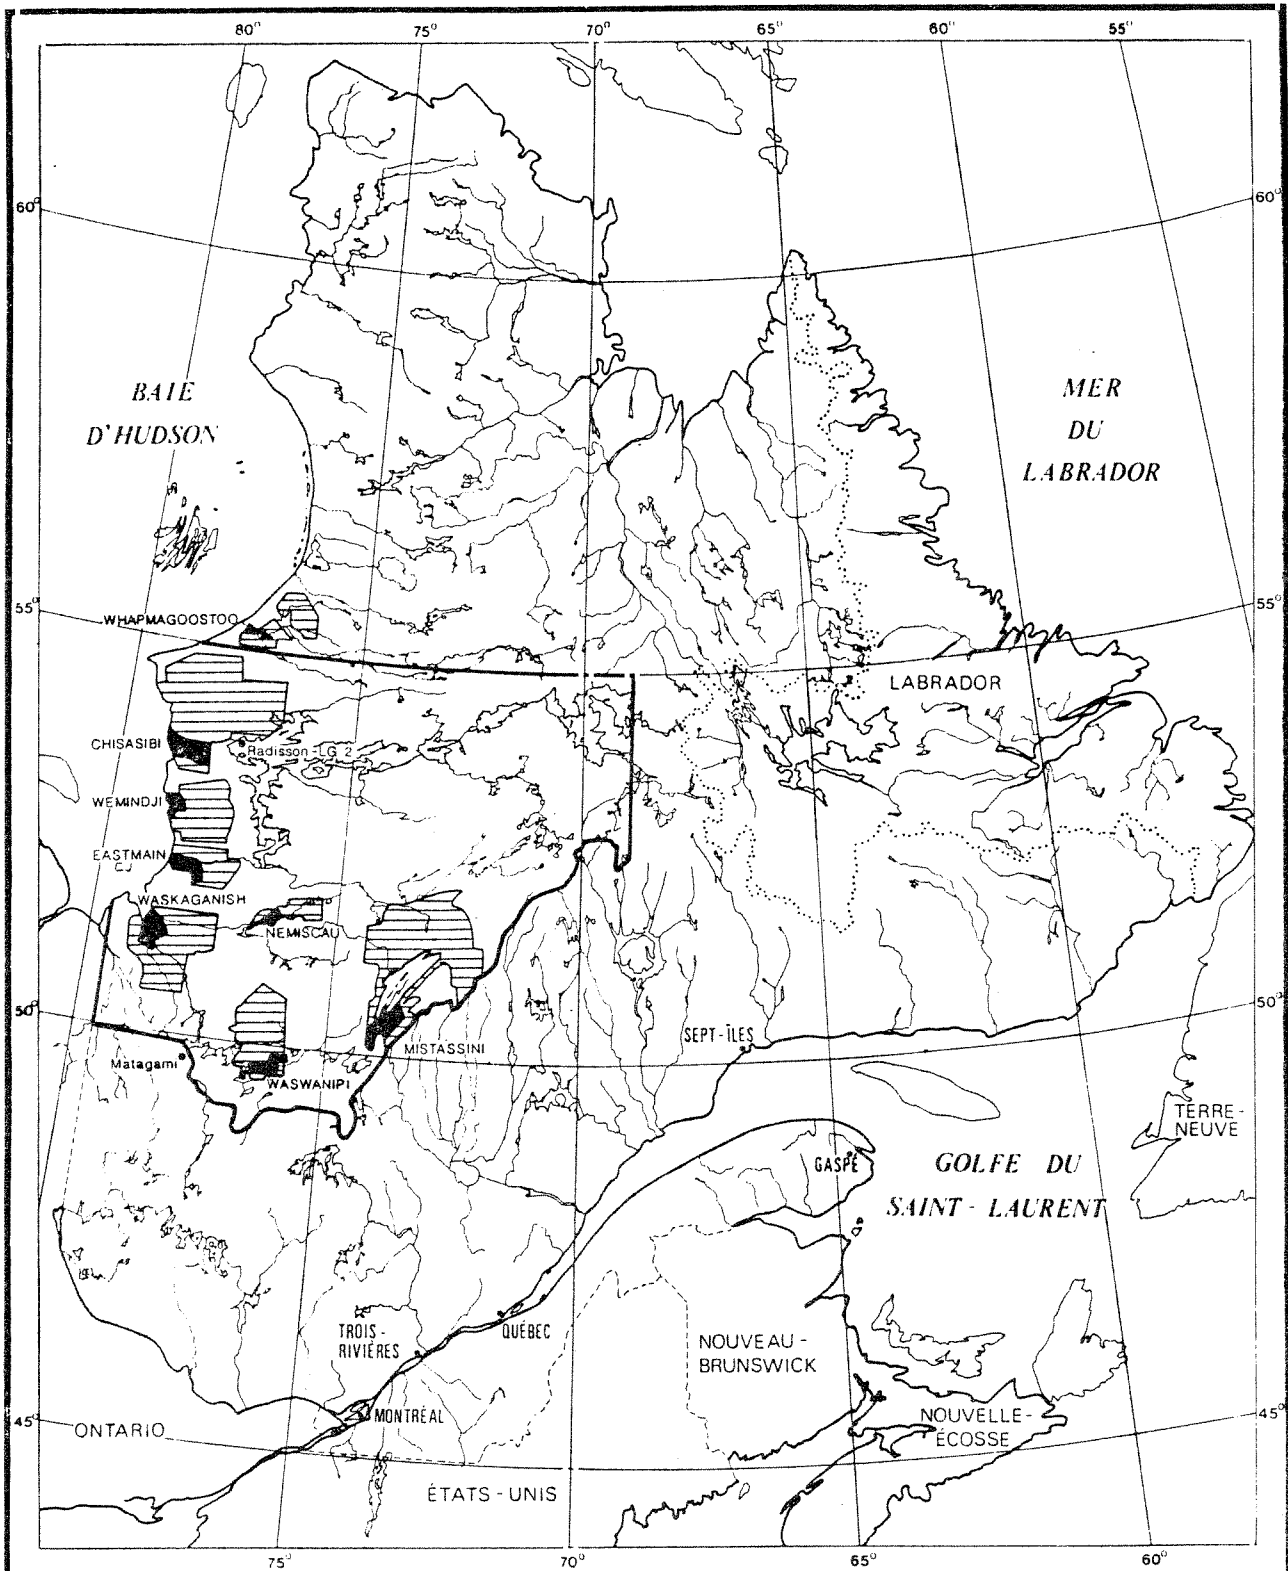 80° 75° 70° 65° 60° 55°
60° 60°
BAIE
D'HUDSON
MER
DU
LABRADOR
55° 55°
WHAPMAGOOSTOO
LABRADOR
CHISASIBI
Radisson-LG 2
WEMINDJI
EASTMAIN
CJ
WASKAGANISH
NEMISCAU
50° 50°
SEPT-ÎLES
MISTASSINI
Matagami
WASWANIPI
TERRE-
NEUVE
GASPÉ
GOLFE DU
SAINT-LAURENT
TROIS-
RIVIÈRES
QUÉBEC
NOUVEAU-
BRUNSWICK
MONTRÉAL
45° 45°
ONTARIO
NOUVELLE-
ÉCOSSE
ÉTATS-UNIS
75° 70° 65° 60°